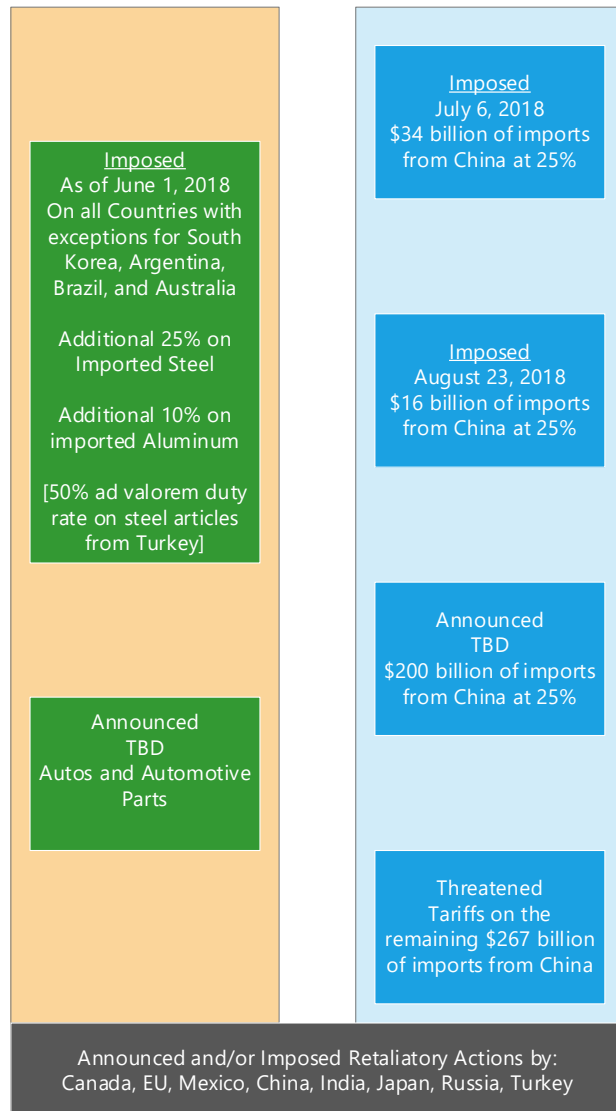 Imposed
As of June 1, 2018
On all Countries with
exceptions for South
Korea, Argentina,
Brazil, and Australia
Additional 25% on
Imported Steel
Additional 10% on
imported Aluminum
[50% ad valorem duty
rate on steel articles
from Turkey]
Announced
TBD
Autos and Automotive
Parts
Imposed
July 6, 2018
$34 billion of imports
from China at 25%
Imposed
August 23, 2018
$16 billion of imports
from China at 25%
Announced
TBD
$200 billion of imports
from China at 25%
Threatened
Tariffs on the
remaining $267 billion
of imports from China
Announced and/or Imposed Retaliatory Actions by:
Canada, EU, Mexico, China, India, Japan, Russia, Turkey